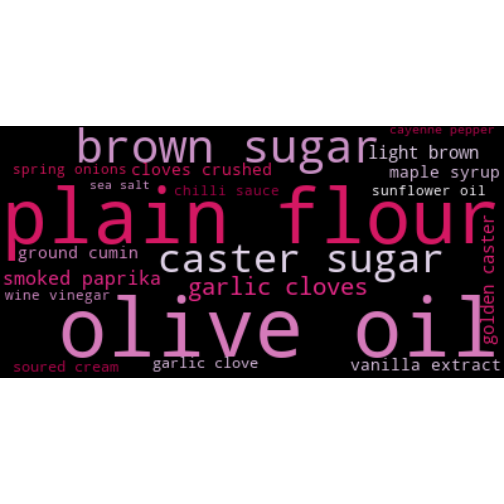 cayenne pepper
brown sugar
light brown
spring onions
cloves crushed
maple syrup
sea salt
chilli sauce
sunflower oil
plain flour
golden caster
ground cumin
caster sugar
smoked paprika
garlic cloves
wine vinegar
olive oil
soured cream
garlic clove
vanilla extract